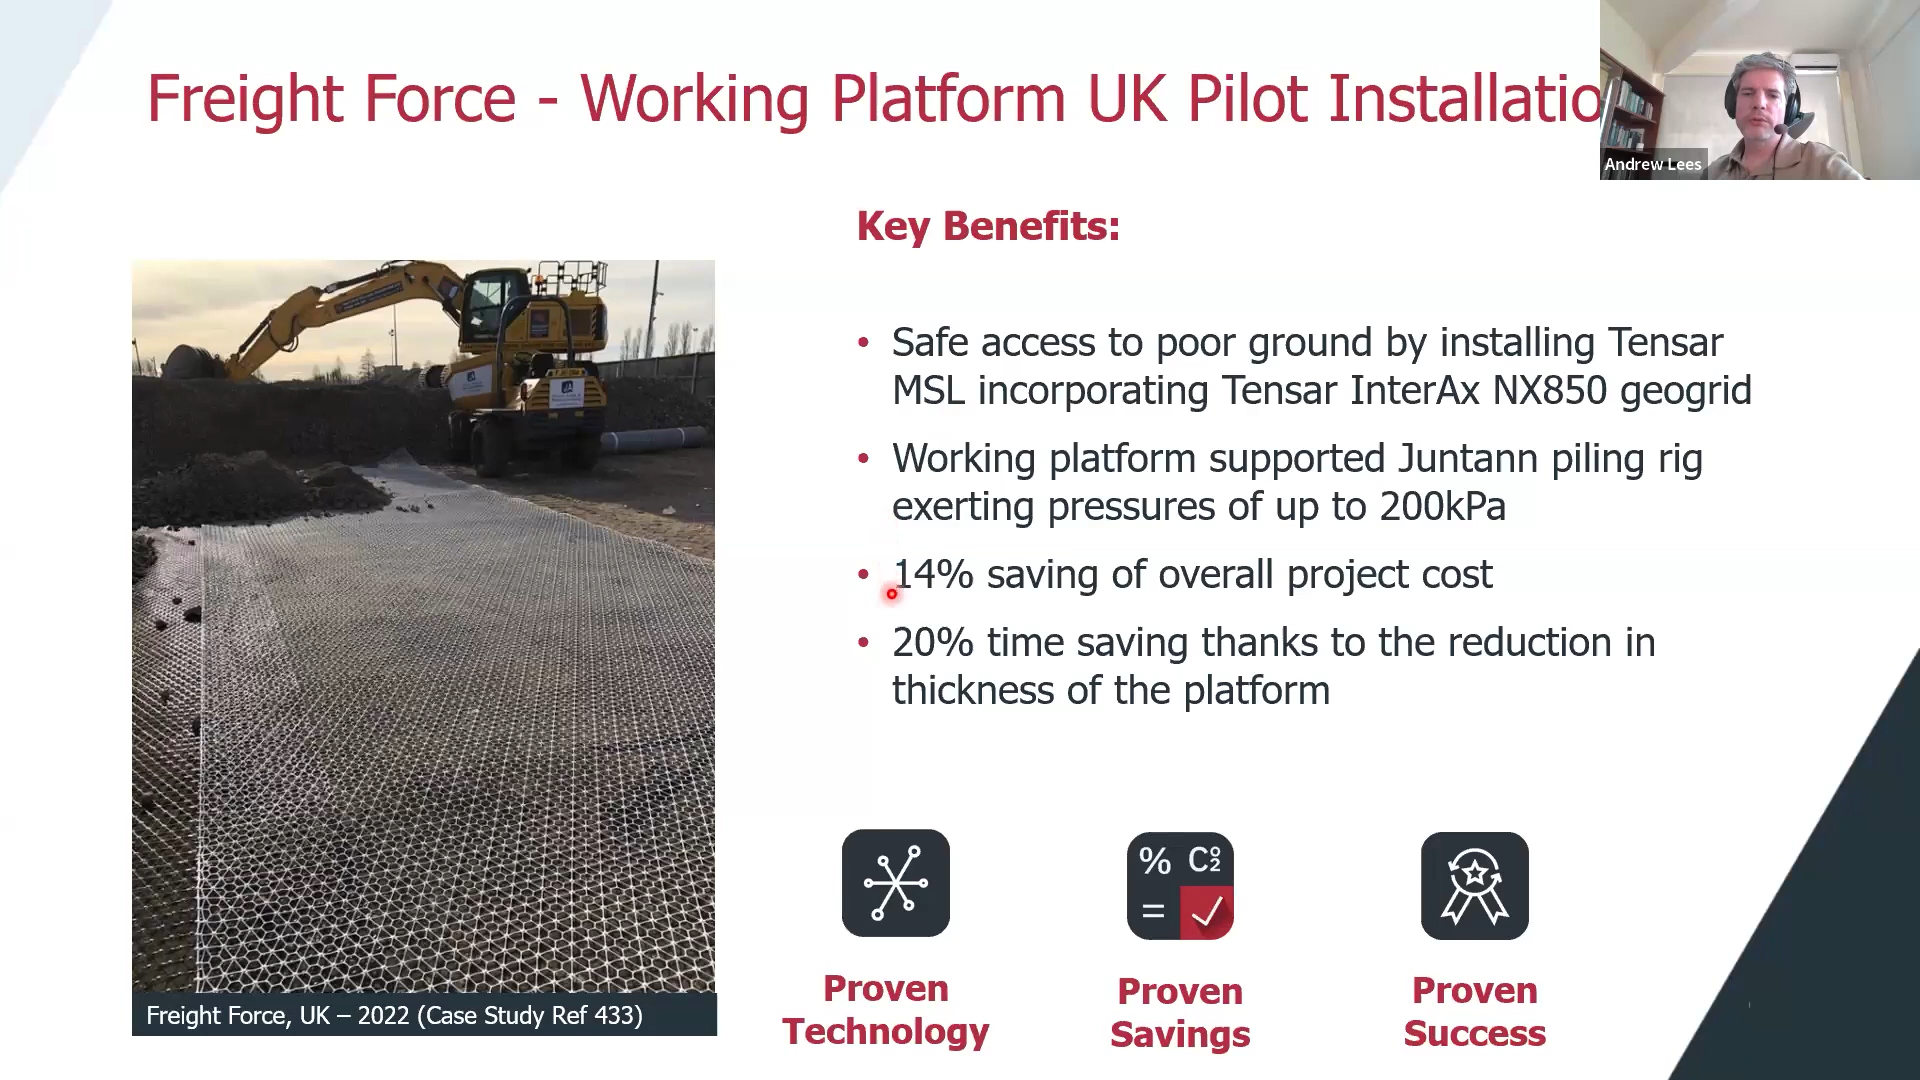 Freight Force - Working Platform UK Pilot Installatio
Andrew Lees
Key Benefits:
• Safe access to poor ground by installing Tensar
MSL incorporating Tensar InterAx NX850 geogrid
• Working platform supported Juntann piling rig
exerting pressures of up to 200kPa
• 14% saving of overall project cost
• 20% time saving thanks to the reduction in
thickness of the platform
% CO2
=
Proven
Technology
Proven
Savings
Proven
Success
Freight Force, UK – 2022 (Case Study Ref 433)